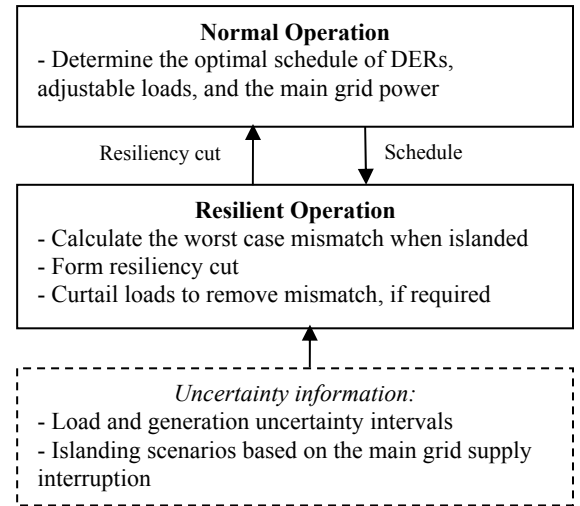 Normal Operation
- Determine the optimal schedule of DERs,
adjustable loads, and the main grid power
Resiliency cut
Schedule
Resilient Operation
- Calculate the worst case mismatch when islanded
- Form resiliency cut
- Curtail loads to remove mismatch, if required
Uncertainty information:
- Load and generation uncertainty intervals
- Islanding scenarios based on the main grid supply
interruption